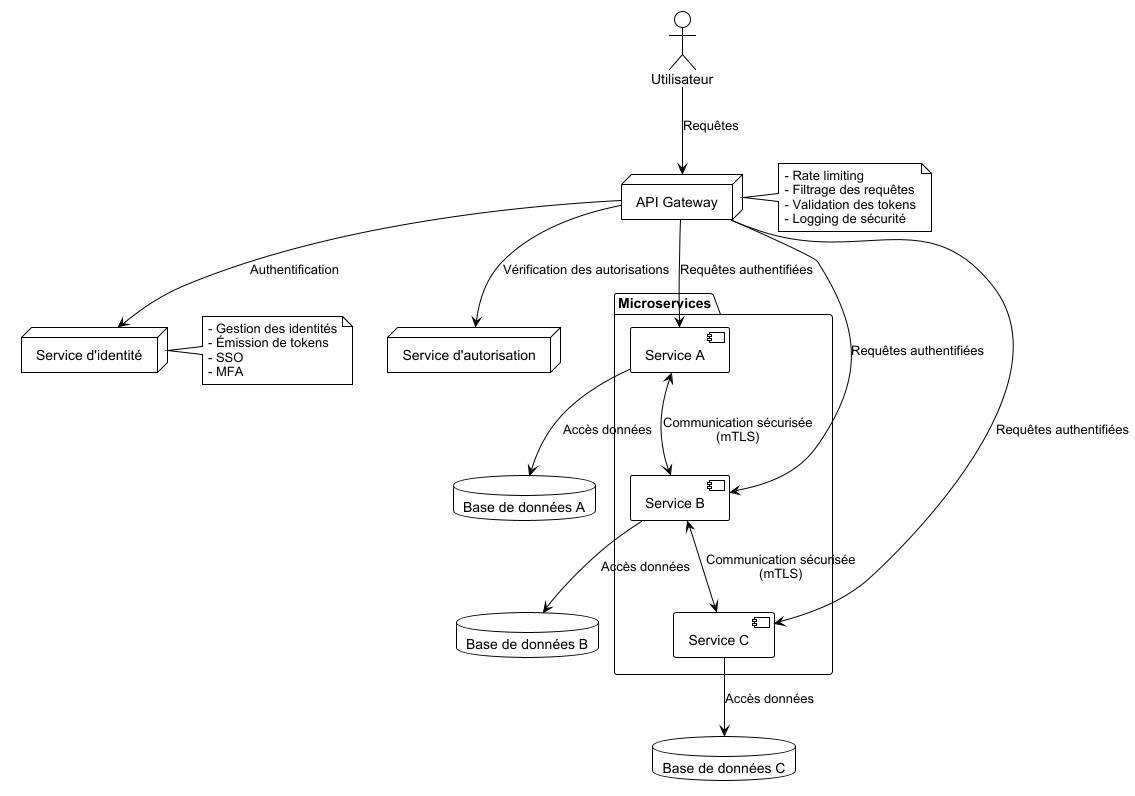 Utilisateur
Requêtes
- Rate limiting
- Filtrage des requêtes
- Validation des tokens
- Logging de sécurité
API Gateway
Authentification
Vérification des autorisations
Requêtes authentifiées
Microservices
- Gestion des identités
- Émission de tokens
- SSO
- MFA
Service d'identité
Service d'autorisation
Service A
Requêtes authentifiées
Accès données
Communication sécurisée
(mTLS)
Requêtes authentifiées
Base de données A
Service B
Accès données
Communication sécurisée
(mTLS)
Base de données B
Service C
Accès données
Base de données C